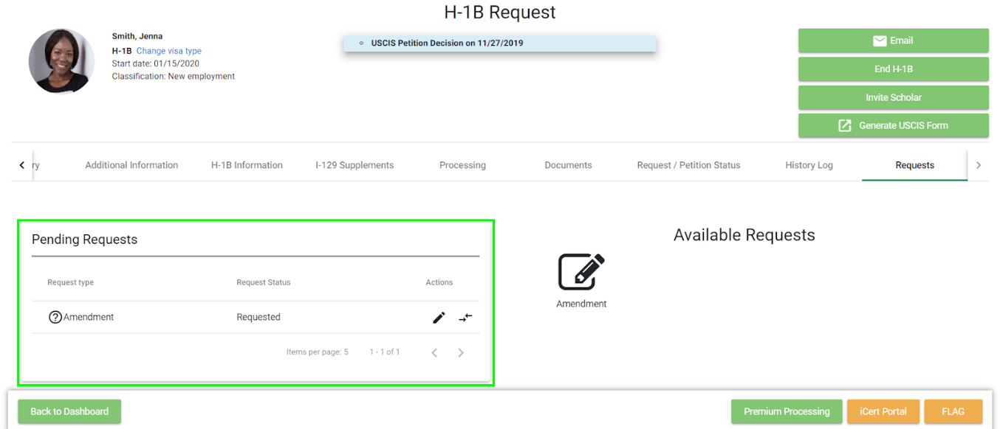 H-1B Request
Smith, Jenna
H-1B Change visa type
Start date: 01/15/2020
Classification: New employment
USCIS Petition Decision on 11/27/2019
Email
End H-1B
Invite Scholar
Generate USCIS Form
ry Additional Information H-1B Information I-129 Supplements Processing Documents Request / Petition Status History Log Requests
Pending Requests
Request type Request Status Actions
Amendment Requested
Items per page: 5 1 - 1 of 1
Available Requests
Amendment
Back to Dashboard Premium Processing iCert Portal FLAG